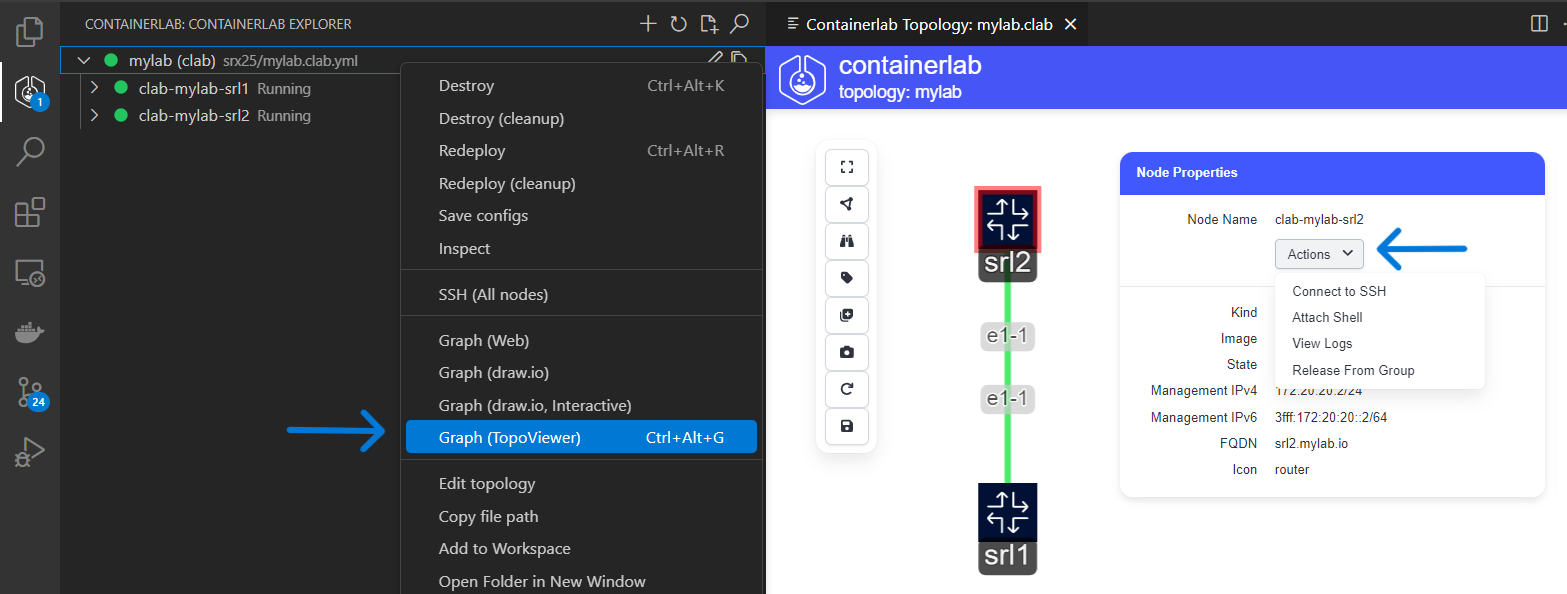 CONTAINERLAB: CONTAINERLAB EXPLORER
mylab (clab) srx25/mylab.clab.yml
clab-mylab-srl1 Running
clab-mylab-srl2 Running
1
24
Destroy Ctrl+Alt+K
Destroy (cleanup)
Redeploy Ctrl+Alt+R
Redeploy (cleanup)
Save configs
Inspect
SSH (All nodes)
Graph (Web)
Graph (draw.io)
Graph (draw.io, Interactive)
Graph (TopoViewer) Ctrl+Alt+G
Edit topology
Copy file path
Add to Workspace
Open Folder in New Window
Containerlab Topology: mylab.clab
containerlab
topology: mylab
srl2
e1-1
e1-1
srl1
Node Properties
Node Name clab-mylab-srl2
Actions
Connect to SSH
Attach Shell
View Logs
Release From Group
Kind
Image
State
Management IPv4 172.20.20.2/24
Management IPv6 3fff:172:20:20::2/64
FQDN srl2.mylab.io
Icon router